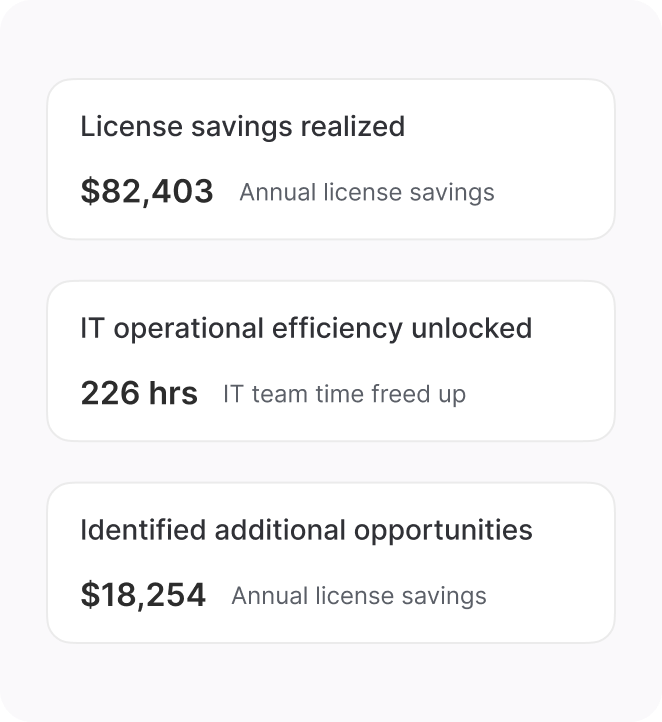 License savings realized
$82,403 Annual license savings
IT operational efficiency unlocked
226 hrs IT team time freed up
Identified additional opportunities
$18,254 Annual license savings